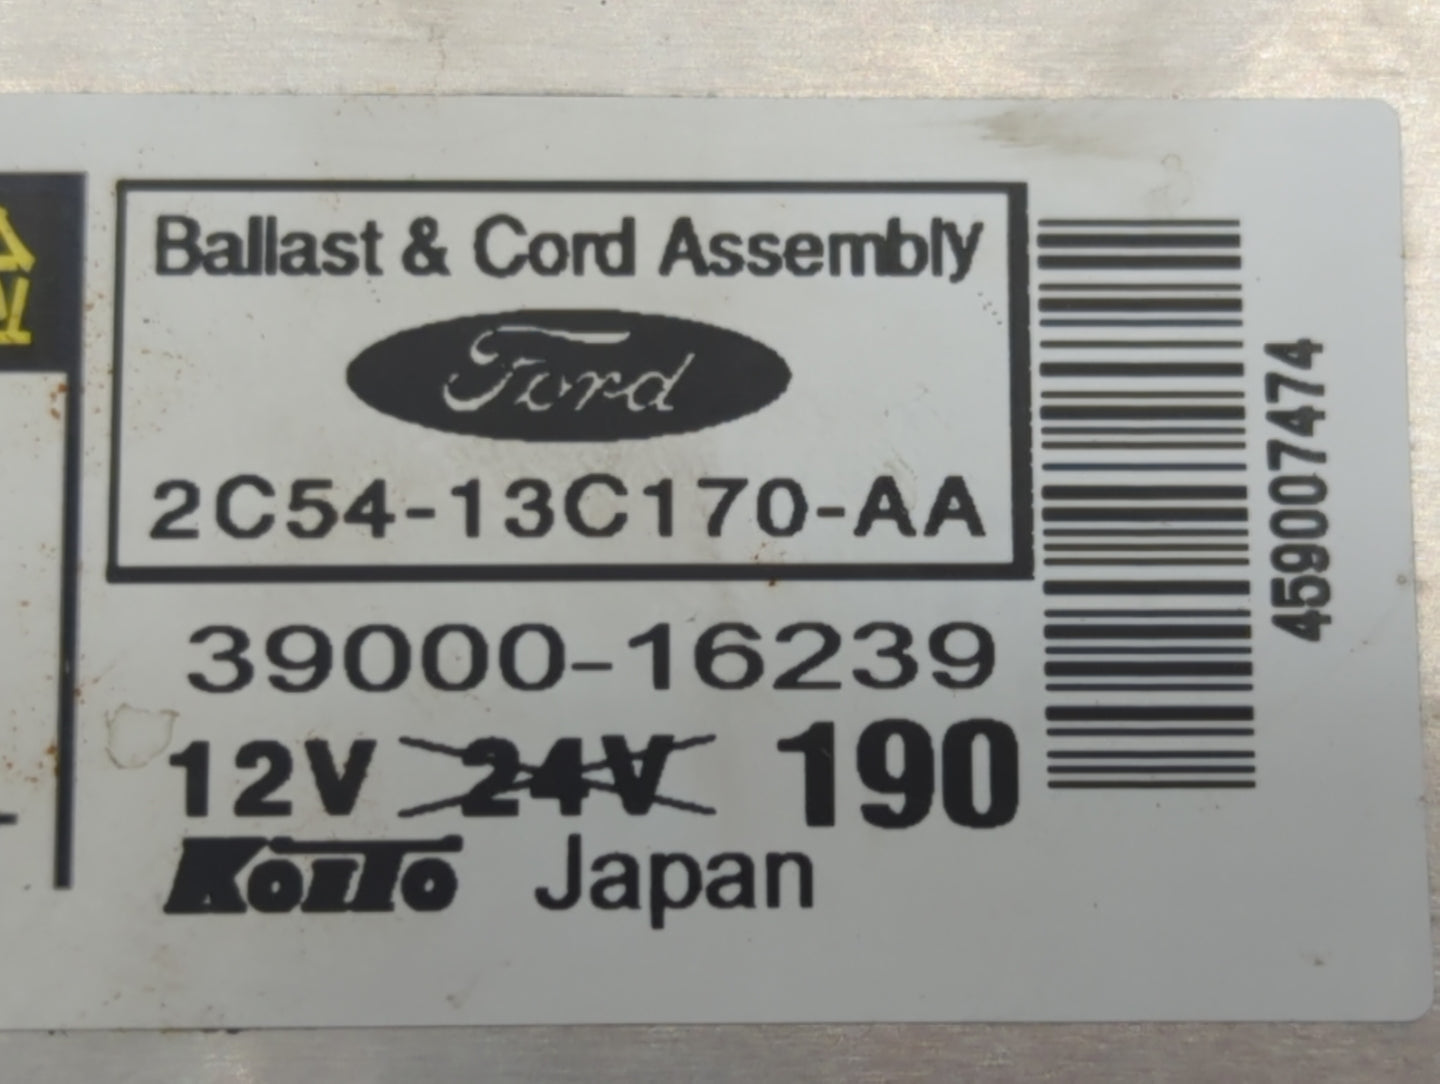 Ballast & Cord Assembly
Ford
2C54-13C170-AA
39000-16239
12V 24V 190
KOITO Japan
459007474